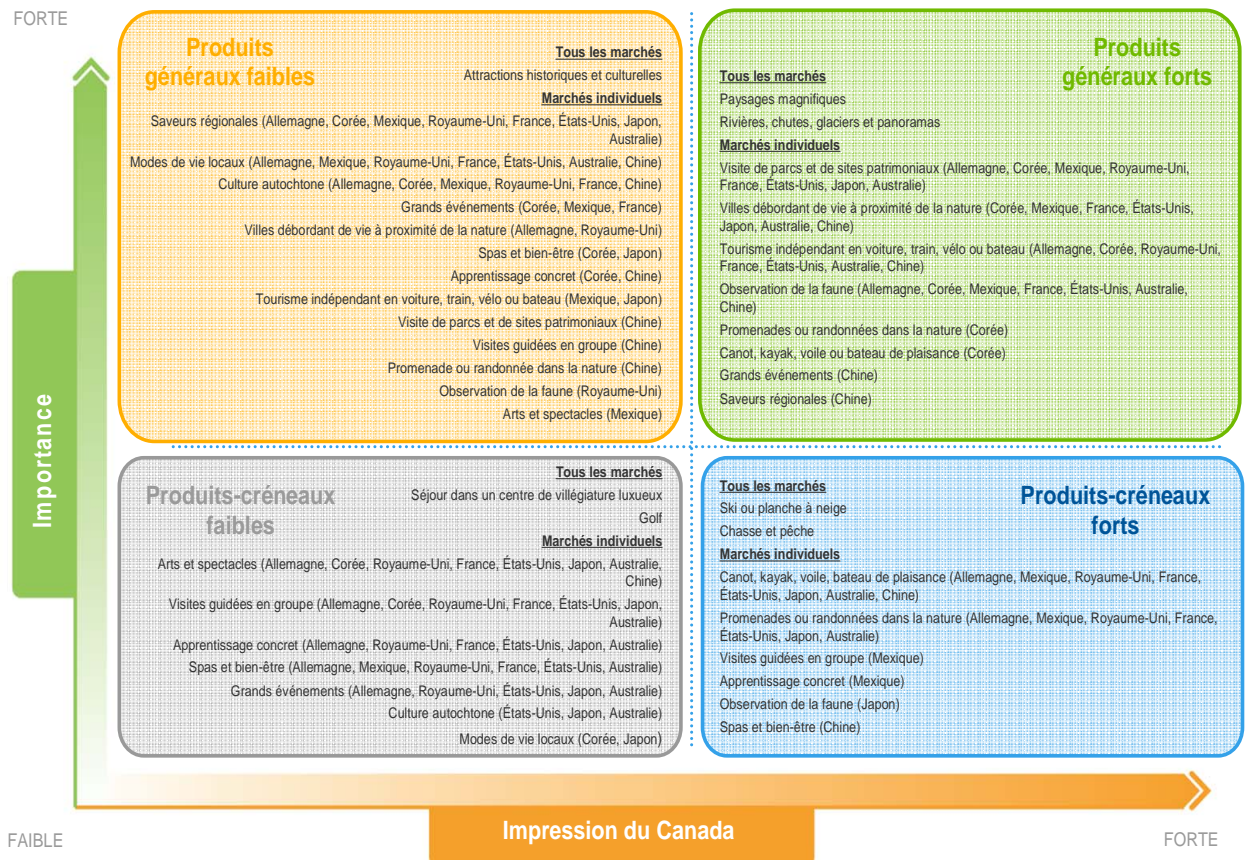 FORTE
Produits
généraux faibles
Tous les marchés
Attractions historiques et culturelles
Marchés individuels
Saveurs régionales (Allemagne, Corée, Mexique, Royaume-Uni, France, États-Unis, Japon,
Australie)
Modes de vie locaux (Allemagne, Mexique, Royaume-Uni, France, États-Unis, Australie, Chine)
Culture autochtone (Allemagne, Corée, Mexique, Royaume-Uni, France, Chine)
Grands événements (Corée, Mexique, France)
Villes débordant de vie à proximité de la nature (Allemagne, Royaume-Uni)
Spas et bien-être (Corée, Japon)
Apprentissage concret (Corée, Chine)
Tourisme indépendant en voiture, train, vélo ou bateau (Mexique, Japon)
Visite de parcs et de sites patrimoniaux (Chine)
Visites guidées en groupe (Chine)
Promenade ou randonnée dans la nature (Chine)
Observation de la faune (Royaume-Uni)
Arts et spectacles (Mexique)
Produits
généraux forts
Tous les marchés
Paysages magnifiques
Rivières, chutes, glaciers et panoramas
Marchés individuels
Visite de parcs et de sites patrimoniaux (Allemagne, Corée, Mexique, Royaume-Uni,
France, États-Unis, Japon, Australie)
Villes débordant de vie à proximité de la nature (Corée, Mexique, France, États-Unis,
Japon, Australie, Chine)
Tourisme indépendant en voiture, train, vélo ou bateau (Allemagne, Corée, Royaume-Uni,
France, États-Unis, Australie, Chine)
Observation de la faune (Allemagne, Corée, Mexique, France, États-Unis, Australie,
Chine)
Promenades ou randonnées dans la nature (Corée)
Canot, kayak, voile ou bateau de plaisance (Corée)
Grands événements (Chine)
Saveurs régionales (Chine)
Importance
Produits-créneaux
faibles
Tous les marchés
Séjour dans un centre de villégiature luxueux
Golf
Marchés individuels
Arts et spectacles (Allemagne, Corée, Royaume-Uni, France, États-Unis, Japon, Australie,
Chine)
Visites guidées en groupe (Allemagne, Corée, Royaume-Uni, France, États-Unis, Japon,
Australie)
Apprentissage concret (Allemagne, Royaume-Uni, France, États-Unis, Japon, Australie)
Spas et bien-être (Allemagne, Mexique, Royaume-Uni, France, États-Unis, Australie)
Grands événements (Allemagne, Royaume-Uni, États-Unis, Japon, Australie)
Culture autochtone (États-Unis, Japon, Australie)
Modes de vie locaux (Corée, Japon)
Produits-créneaux
forts
Tous les marchés
Ski ou planche à neige
Chasse et pêche
Marchés individuels
Canot, kayak, voile, bateau de plaisance (Allemagne, Mexique, Royaume-Uni, France,
États-Unis, Japon, Australie, Chine)
Promenades ou randonnées dans la nature (Allemagne, Mexique, Royaume-Uni, France,
États-Unis, Japon, Australie)
Visites guidées en groupe (Mexique)
Apprentissage concret (Mexique)
Observation de la faune (Japon)
Spas et bien-être (Chine)
FAIBLE
Impression du Canada
FORTE